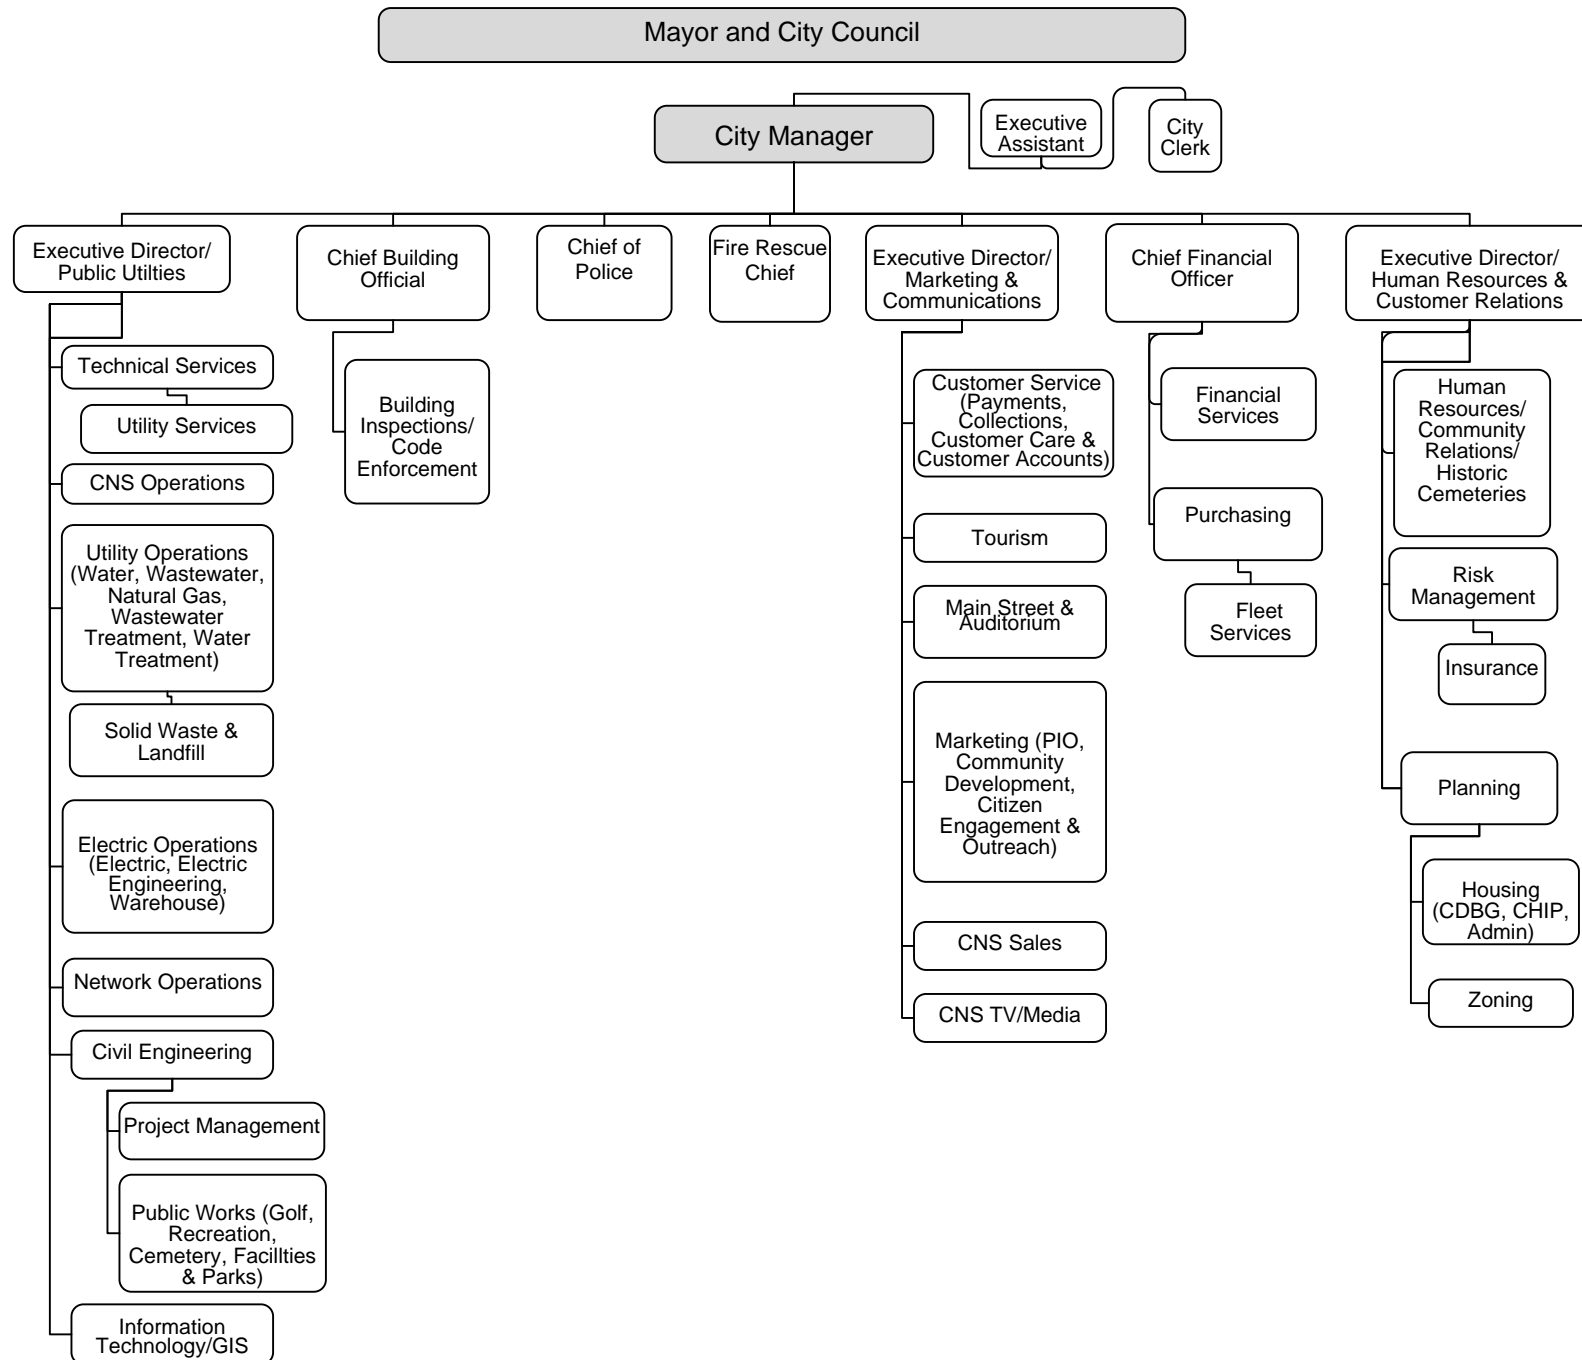 Mayor and City Council
City Manager
Executive
Assistant
City
Clerk
Executive Director/
Public Utilties
Technical Services
Utility Services
CNS Operations
Utility Operations
(Water, Wastewater,
Natural Gas,
Wastewater
Treatment, Water
Treatment)
Solid Waste &
Landfill
Electric Operations
(Electric, Electric
Engineering,
Warehouse)
Network Operations
Civil Engineering
Project Management
Public Works (Golf,
Recreation,
Cemetery, Facillties
& Parks)
Information
Technology/GIS
Chief Building
Official
Building
Inspections/
Code
Enforcement
Chief of
Police
Fire Rescue
Chief
Executive Director/
Marketing &
Communications
Customer Service
(Payments,
Collections,
Customer Care &
Customer Accounts)
Tourism
Main Street &
Auditorium
Marketing (PIO,
Community
Development,
Citizen
Engagement &
Outreach)
CNS Sales
CNS TV/Media
Chief Financial
Officer
Financial
Services
Purchasing
Fleet
Services
Executive Director/
Human Resources &
Customer Relations
Human
Resources/
Community
Relations/
Historic
Cemeteries
Risk
Management
Insurance
Planning
Housing
(CDBG, CHIP,
Admin)
Zoning